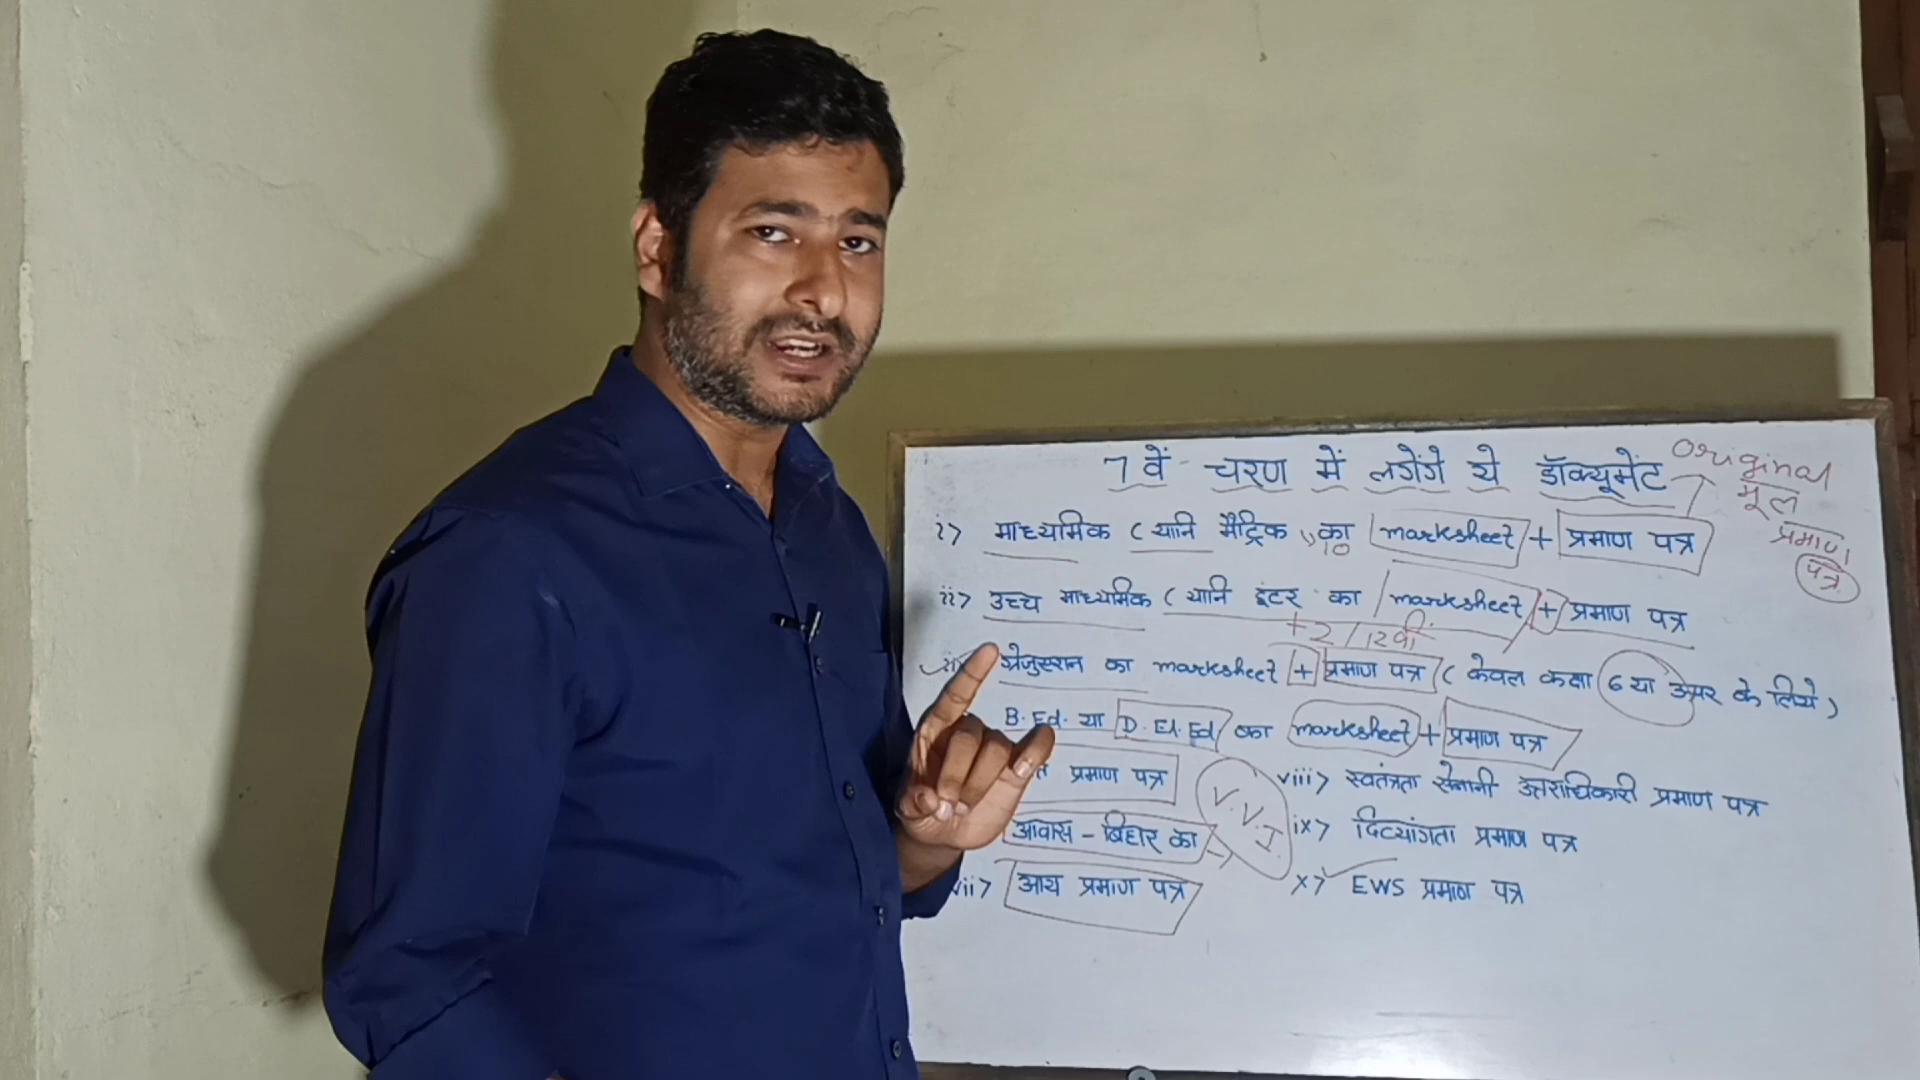 7 वें चरण में लगेंगे ये डॉक्यूमेंट
Original
मूल
प्रमाण
पत्र
i> माध्यमिक (यानि मैट्रिक का marksheet + प्रमाण पत्र
10
ii> उच्च माध्यमिक (यानि इंटर का marksheet + प्रमाण पत्र
+2 / 12वीं
ग्रेजुएशन का marksheet + प्रमाण पत्र ( केवल कक्षा 6 या ऊपर के लिये )
B.Ed. या D.El.Ed का marksheet + प्रमाण पत्र
प्रमाण पत्र
आवास - बिहार का
vii> आय प्रमाण पत्र
V.V.I.
viii> स्वतंत्रता सेनानी उत्तराधिकारी प्रमाण पत्र
ix> दिव्यांगता प्रमाण पत्र
x> EWS प्रमाण पत्र